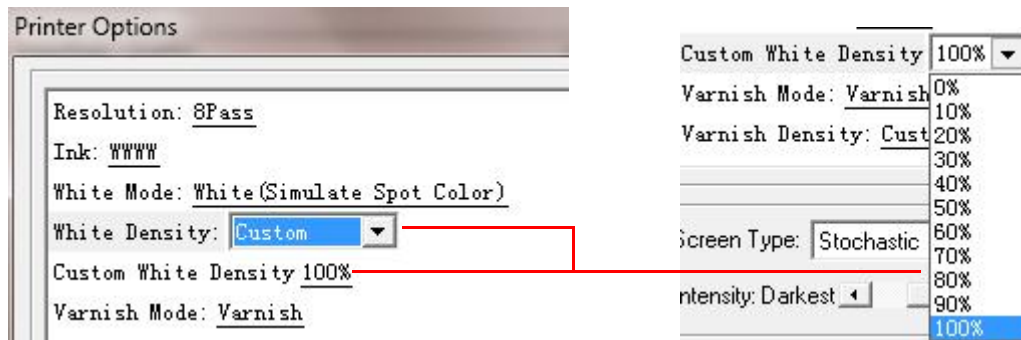 Printer Options
Resolution: 8Pass
Ink: WWWW
White Mode: White(Simulate Spot Color)
White Density: Custom
Custom White Density 100%
Varnish Mode: Varnish
Custom White Density 100%
Varnish Mode: Varnish
Varnish Density: Cust
0%
10%
20%
30%
40%
50%
60%
70%
80%
90%
100%
Screen Type: Stochastic
ntensity: Darkest